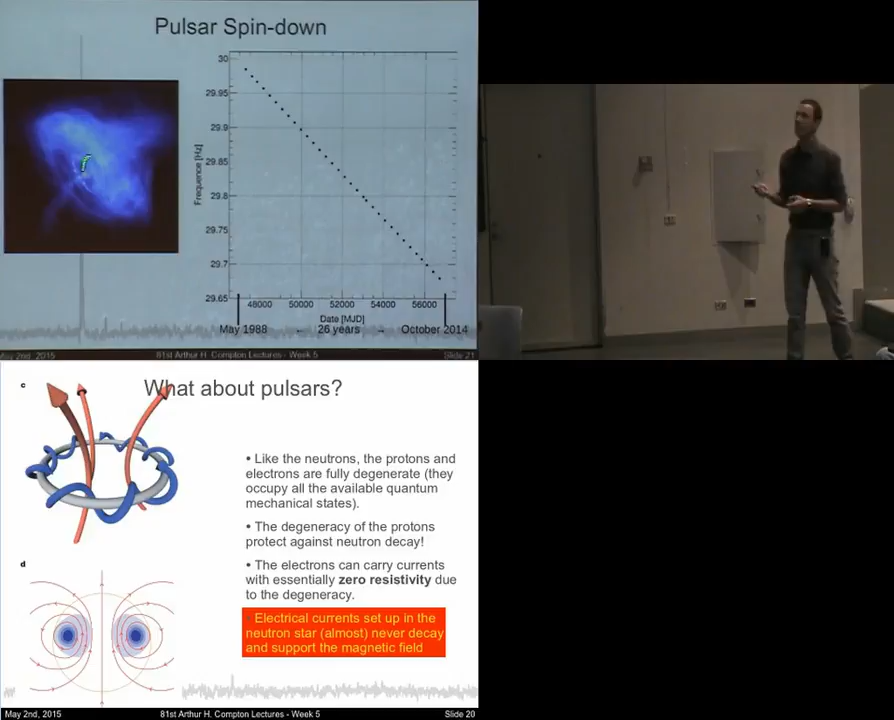 Pulsar Spin-down
30
29.95
29.9
29.85
29.8
29.75
29.7
29.65
Frequency [Hz]
48000 50000 52000 54000 56000
Date [MJD]
May 1988 ← 26 years → October 2014
May 2nd, 2015 81st Arthur H. Compton Lectures - Week 5 Slide 21
c
What about pulsars?
• Like the neutrons, the protons and
electrons are fully degenerate (they
occupy all the available quantum
mechanical states).
• The degeneracy of the protons
protect against neutron decay!
• The electrons can carry currents
with essentially zero resistivity due
to the degeneracy.
• Electrical currents set up in the
neutron star (almost) never decay
and support the magnetic field
d
May 2nd, 2015 81st Arthur H. Compton Lectures - Week 5 Slide 20